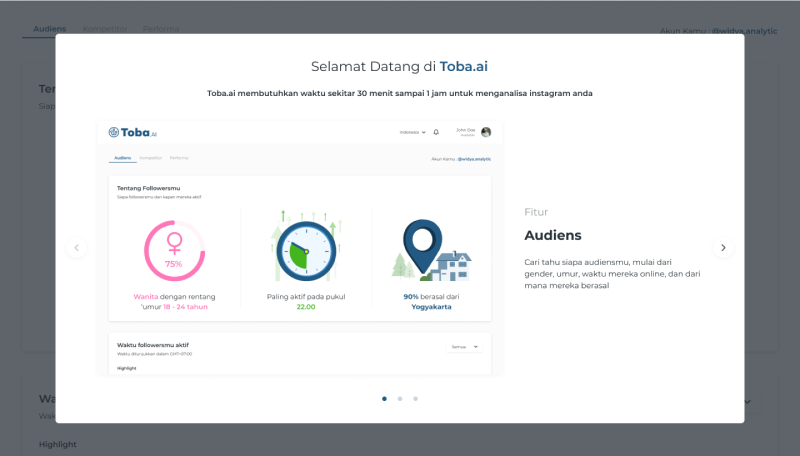 Audiens Kompetitor Performa
Akun Kamu : @widya.analytic
Selamat Datang di Toba.ai
Toba.ai membutuhkan waktu sekitar 30 menit sampai 1 jam untuk menganalisa instagram anda
Toba.AI
Indonesia
John Doe
Audiens Kompetitor Performa
Akun Kamu : @widya.analytic
Tentang Followersmu
Siapa followersmu dan kapan mereka aktif
75%
Wanita dengan rentang
'umur 18 - 24 tahun
Paling aktif pada pukul
22.00
90% berasal dari
Yogyakarta
Waktu followersmu aktif
Waktu ditunjukkan dalam GMT+07:00
Semua
Highlight
Fitur
Audiens
Cari tahu siapa audiensmu, mulai dari
gender, umur, waktu mereka online, dan dari
mana mereka berasal
Ter
Siap
Wa
Wak
Highlight